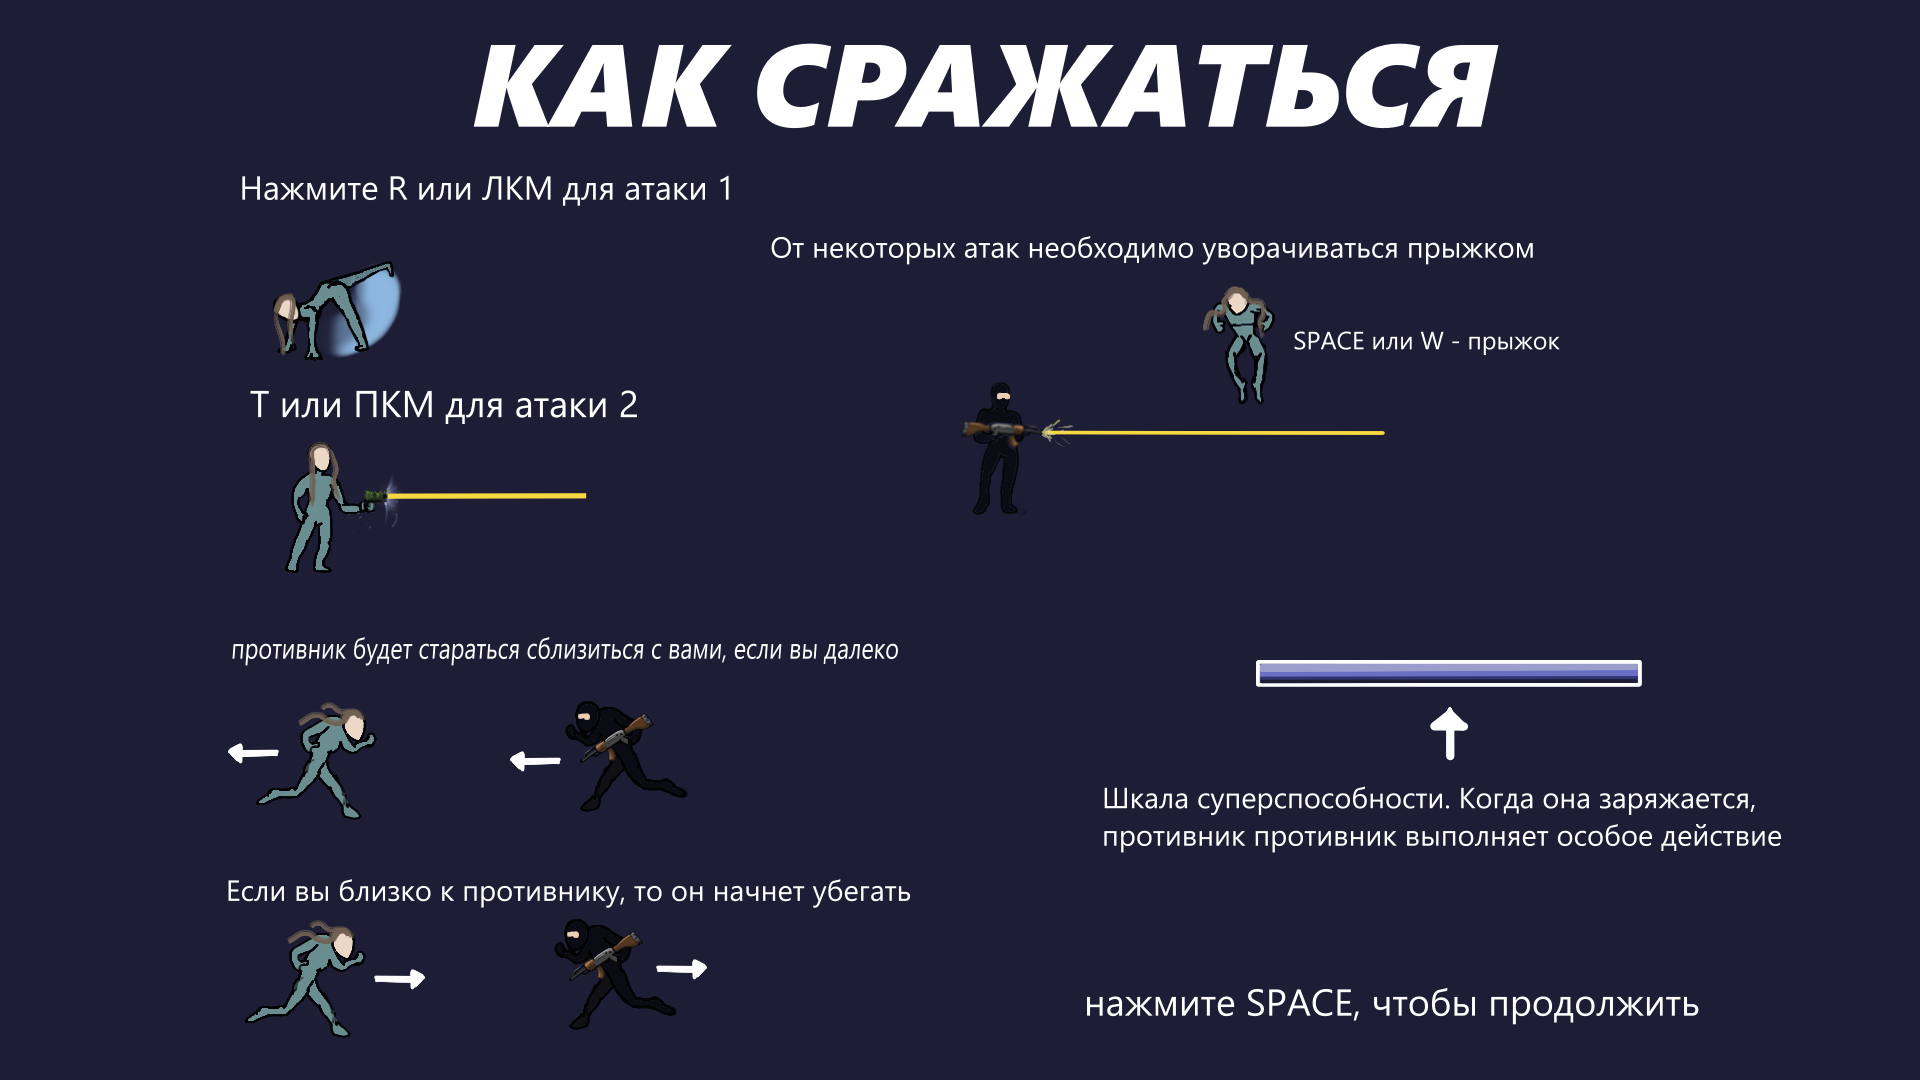 КАК СРАЖАТЬСЯ
Нажмите R или ЛКМ для атаки 1
От некоторых атак необходимо уворачиваться прыжком
SPACE или W - прыжок
Т или ПКМ для атаки 2
противник будет стараться сблизиться с вами, если вы далеко
Шкала суперспособности. Когда она заряжается,
противник противник выполняет особое действие
Если вы близко к противнику, то он начнет убегать
нажмите SPACE, чтобы продолжить